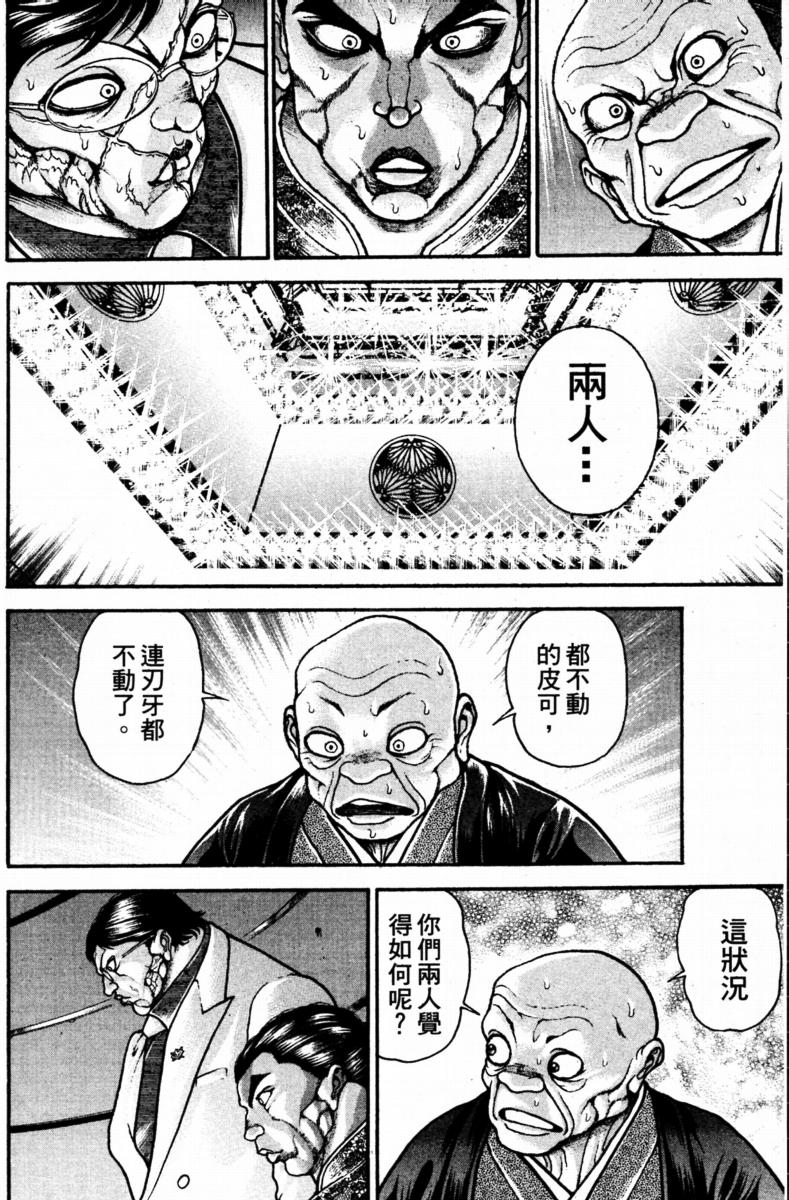 兩人…
都不動
的皮可，
連刃牙都
不動了。
這狀況
你們兩人覺
得如何呢？